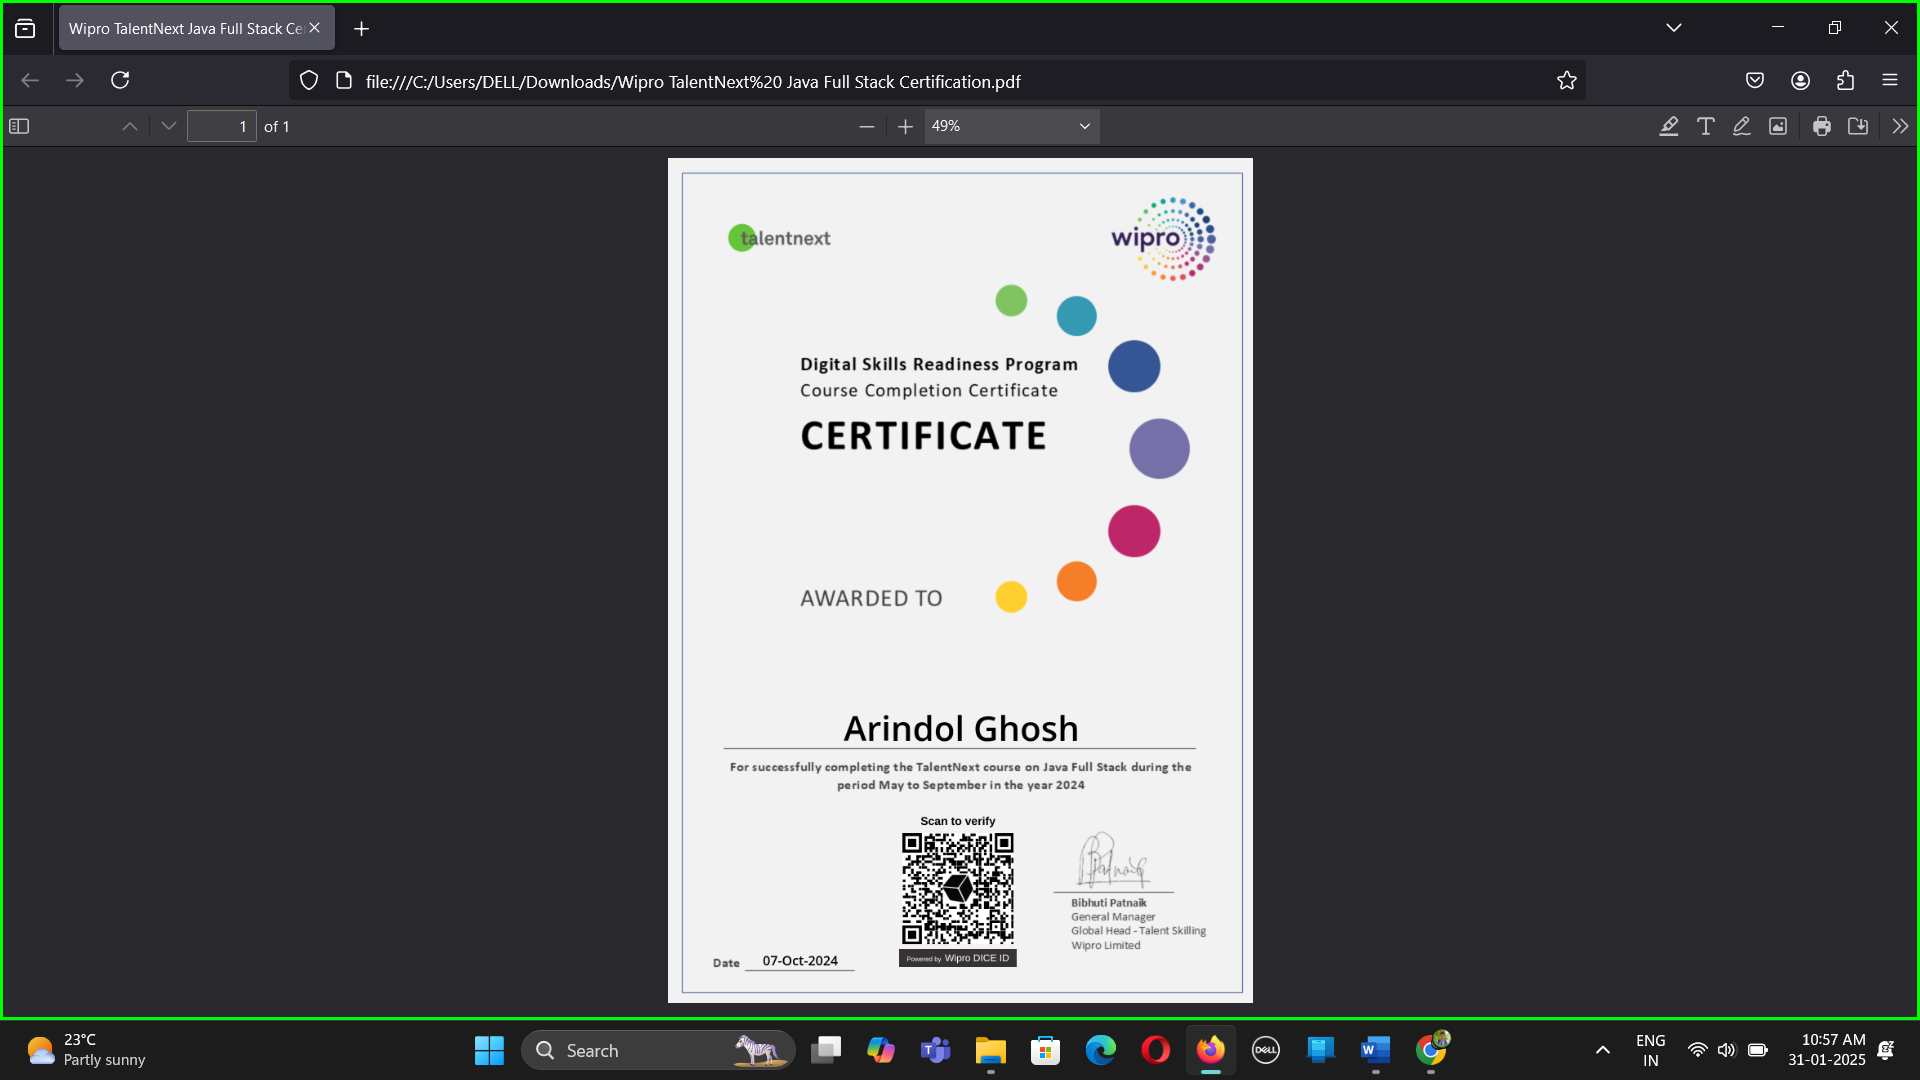 Wipro TalentNext Java Full Stack Ce
file:///C:/Users/DELL/Downloads/Wipro TalentNext%20 Java Full Stack Certification.pdf
1 of 1
49%
talentnext
wipro
Digital Skills Readiness Program
Course Completion Certificate
CERTIFICATE
AWARDED TO
Arindol Ghosh
For successfully completing the TalentNext course on Java Full Stack during the
period May to September in the year 2024
Scan to verify
Bibhuti Patnaik
General Manager
Global Head - Talent Skilling
Wipro Limited
Powered by Wipro DICE ID
Date 07-Oct-2024
23°C
Partly sunny
Search
DELL
ENG
IN
10:57 AM
31-01-2025